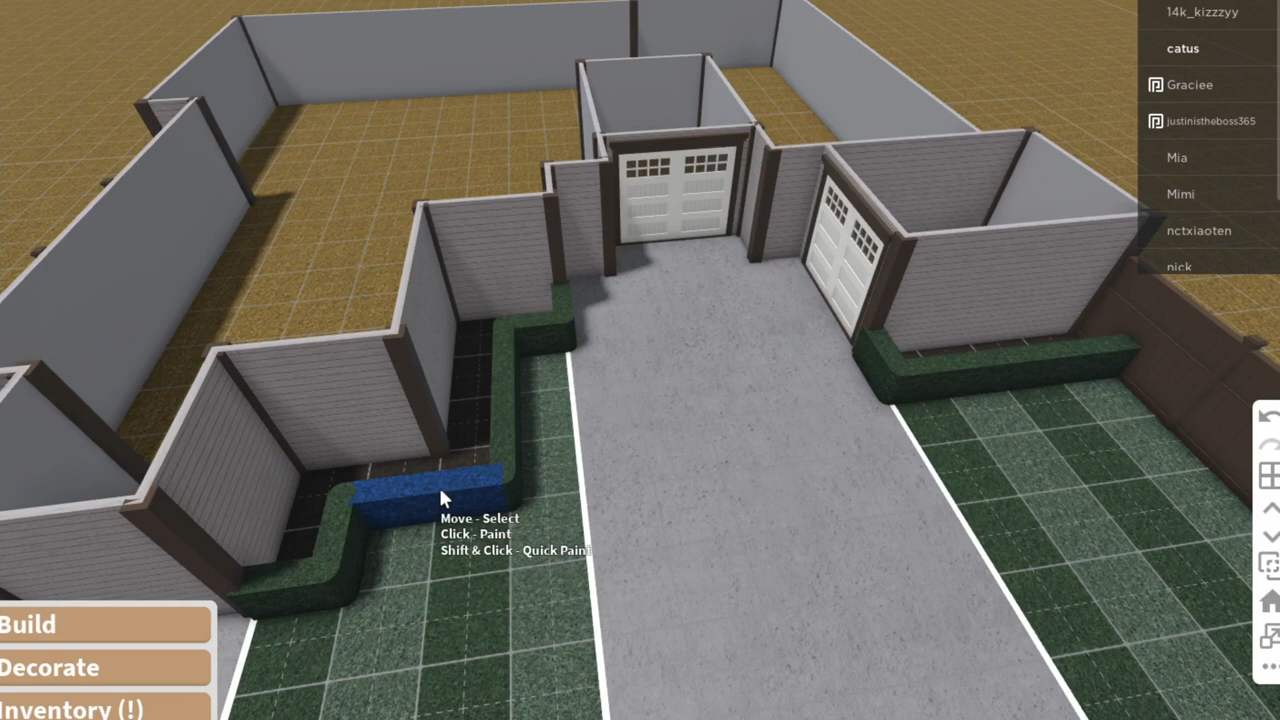 14k_kizzzyy
catus
Graciee
justinistheboss365
Mia
Mimi
nctxiaoten
nick
Move - Select
Click - Paint
Shift & Click - Quick Paint
Build
Decorate
Inventory (!)